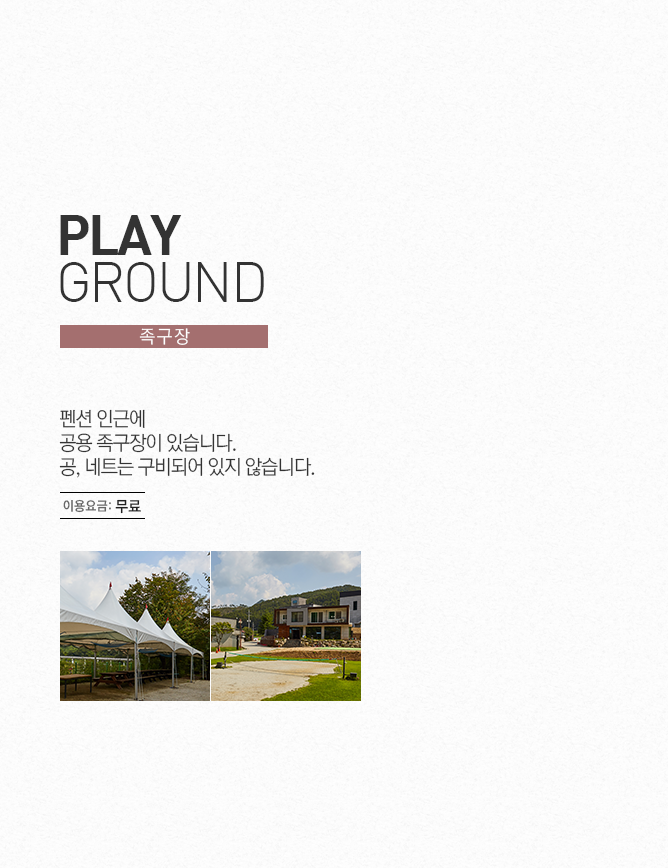 PLAY
GROUND
족구장
펜션 인근에
공용 족구장이 있습니다.
공, 네트는 구비되어 있지 않습니다.
이용요금: 무료